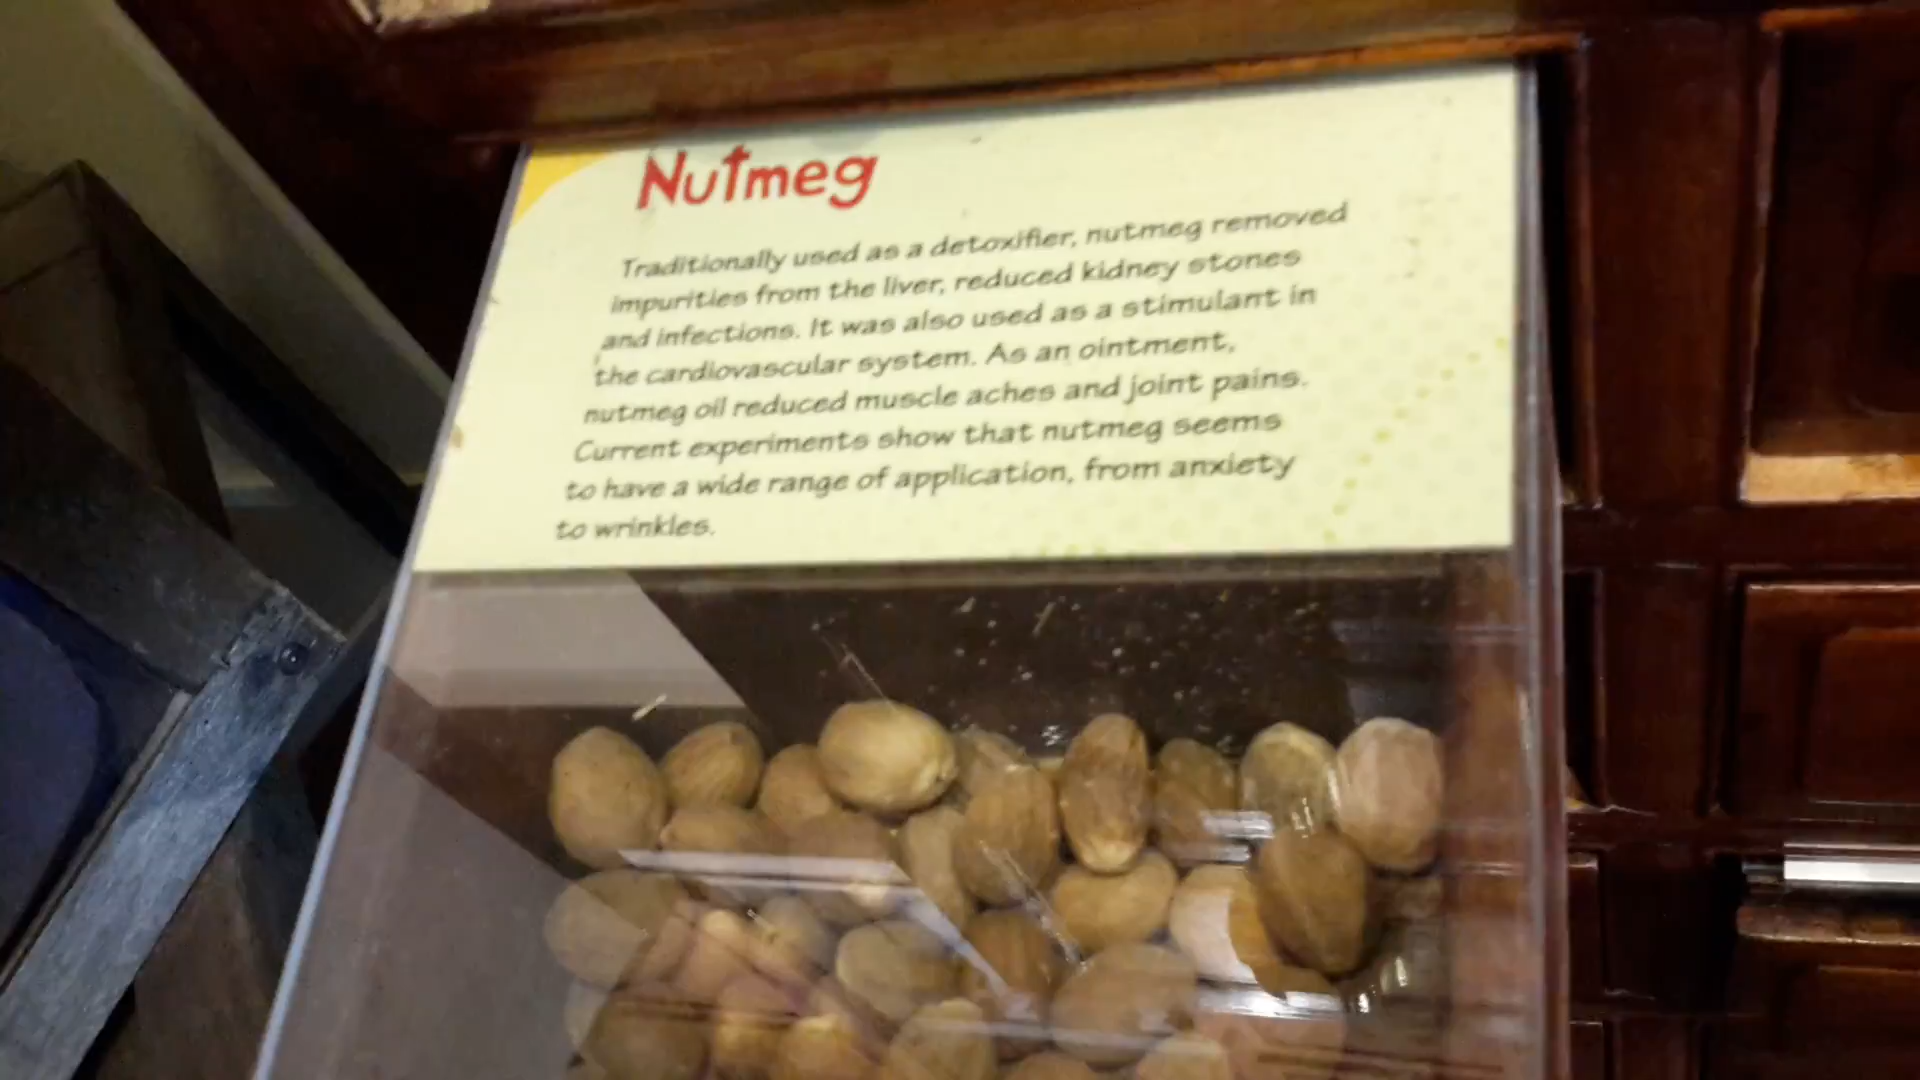 Nutmeg
Traditionally used as a detoxifier, nutmeg removed
impurities from the liver, reduced kidney stones
and infections. It was also used as a stimulant in
the cardiovascular system. As an ointment,
nutmeg oil reduced muscle aches and joint pains.
Current experiments show that nutmeg seems
to have a wide range of application, from anxiety
to wrinkles.